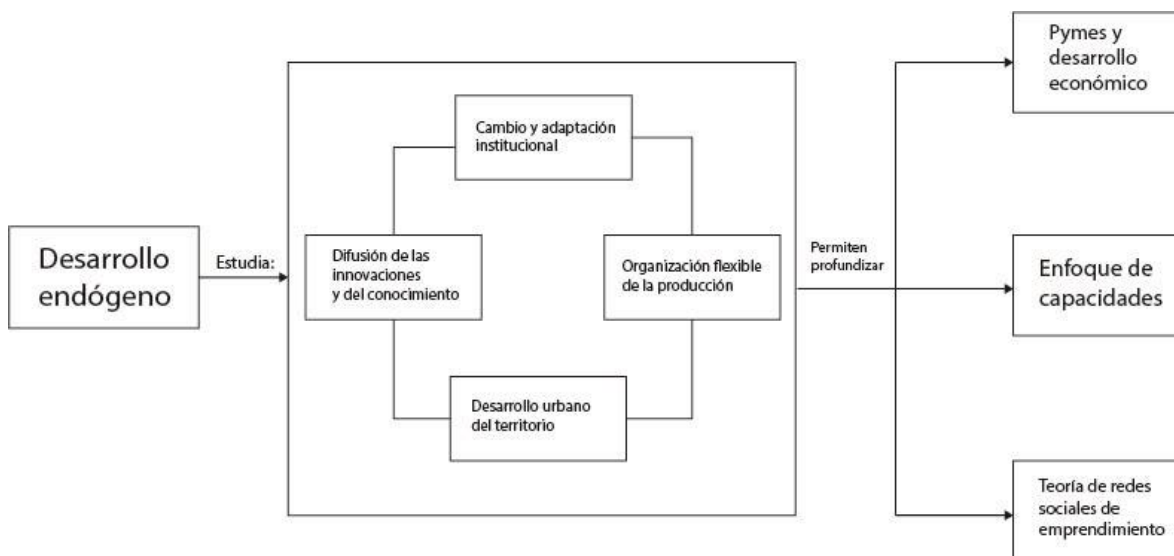 Desarrollo
endógeno
Estudia:
Cambio y adaptación
institucional
Difusión de las
innovaciones
y del conocimiento
Organización flexible
de la producción
Desarrollo urbano
del territorio
Permiten
profundizar
Pymes y
desarrollo
económico
Enfoque de
capacidades
Teoría de redes
sociales de
emprendimiento